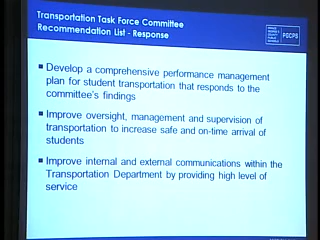 Transportation Task Force Committee
Recommendation List - Response
PGCPS
Develop a comprehensive performance management
plan for student transportation that responds to the
committee's findings
Improve oversight, management and supervision of
transportation to increase safe and on-time arrival of
students
Improve internal and external communications within the
Transportation Department by providing high level of
service